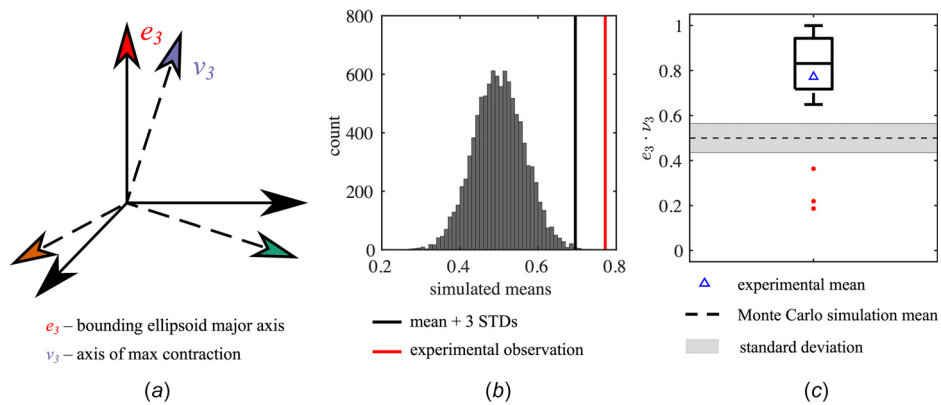 e3
v3
e3 – bounding ellipsoid major axis
v3 – axis of max contraction
(a)
(b)
count
800
600
400
200
0
0.2 0.4 0.6 0.8
simulated means
mean + 3 STDs
experimental observation
(c)
e3 · v3
1
0.8
0.6
0.4
0.2
0
experimental mean
Monte Carlo simulation mean
standard deviation
(a) (b) (c)